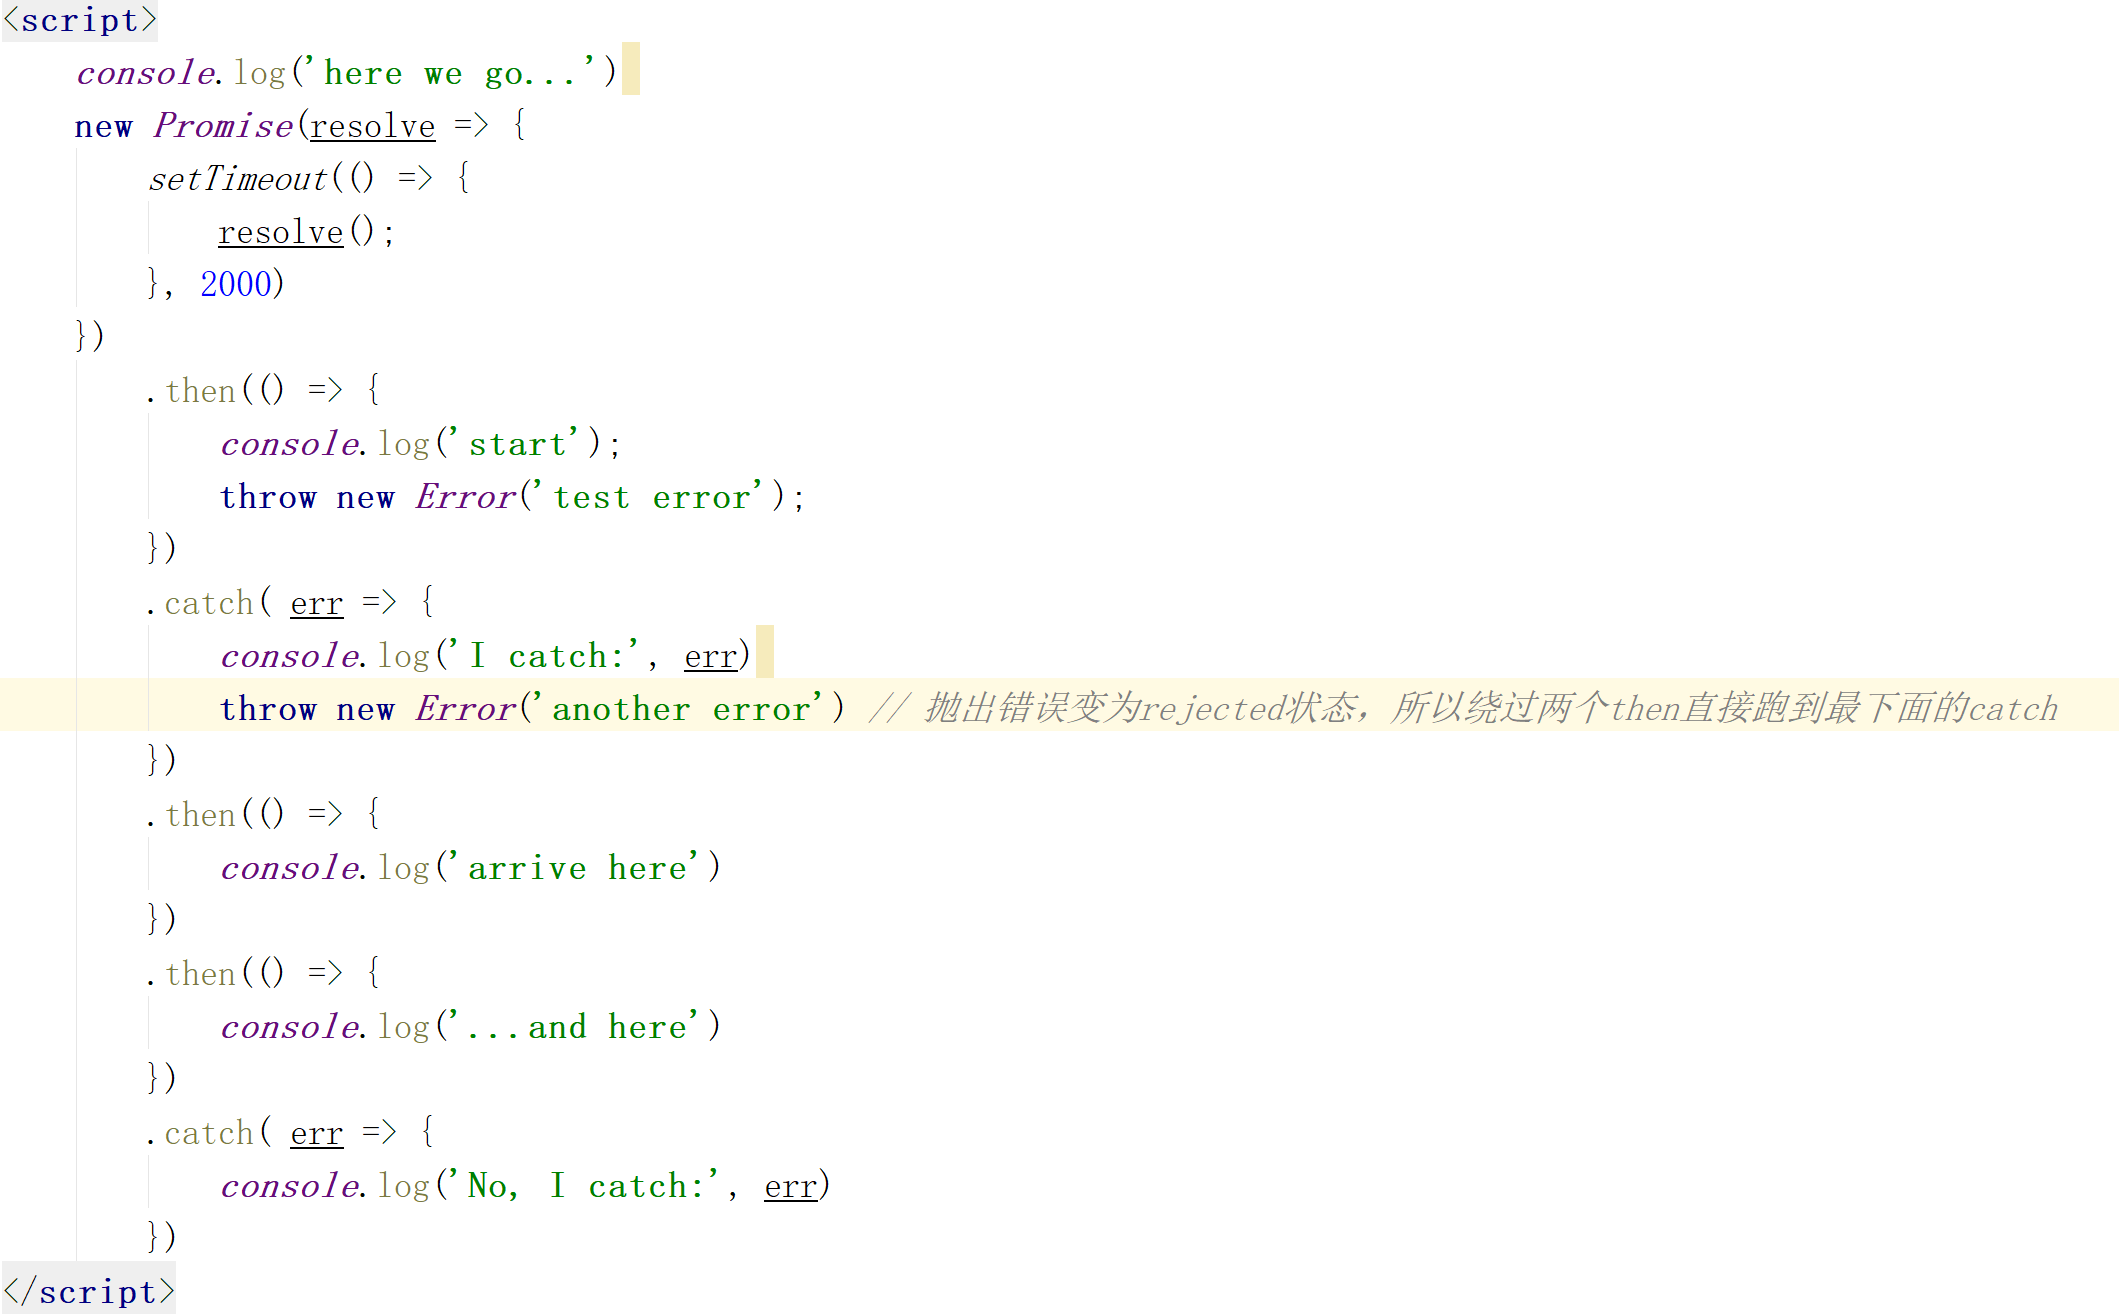 <script>
console.log('here we go...')
new Promise(resolve => {
setTimeout(() => {
resolve();
}, 2000)
})
.then(() => {
console.log('start');
throw new Error('test error');
})
.catch( err => {
console.log('I catch:', err)
throw new Error('another error') // 抛出错误变为rejected状态，所以绕过两个then直接跑到最下面的catch
})
.then(() => {
console.log('arrive here')
})
.then(() => {
console.log('...and here')
})
.catch( err => {
console.log('No, I catch:', err)
})
</script>